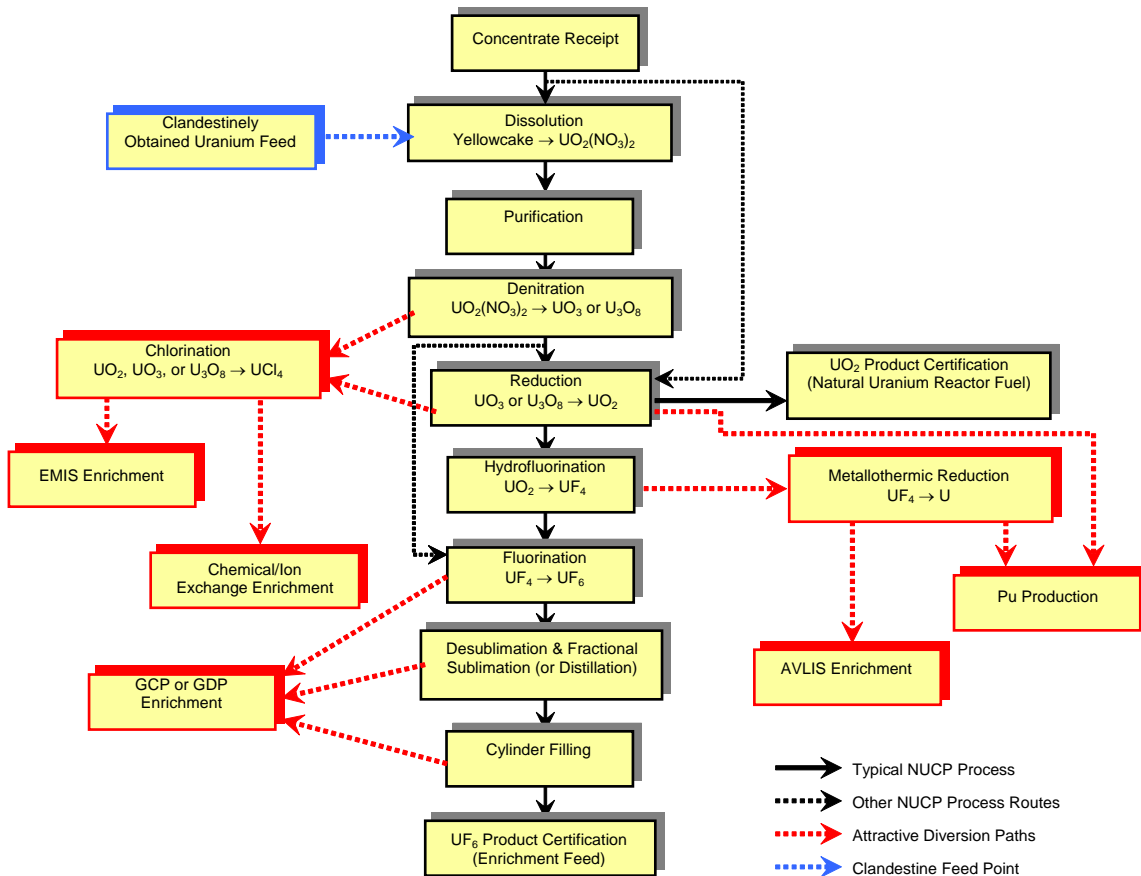 Concentrate Receipt
Clandestinely
Obtained Uranium Feed
Dissolution
Yellowcake → UO₂(NO₃)₂
Purification
Denitration
UO₂(NO₃)₂ → UO₃ or U₃O₈
Chlorination
UO₂, UO₃, or U₃O₈ → UCl₄
Reduction
UO₃ or U₃O₈ → UO₂
UO₂ Product Certification
(Natural Uranium Reactor Fuel)
EMIS Enrichment
Hydrofluorination
UO₂ → UF₄
Metallothermic Reduction
UF₄ → U
Chemical/Ion
Exchange Enrichment
Fluorination
UF₄ → UF₆
Pu Production
Desublimation & Fractional
Sublimation (or Distillation)
AVLIS Enrichment
GCP or GDP
Enrichment
Cylinder Filling
UF₆ Product Certification
(Enrichment Feed)
Typical NUCP Process
Other NUCP Process Routes
Attractive Diversion Paths
Clandestine Feed Point